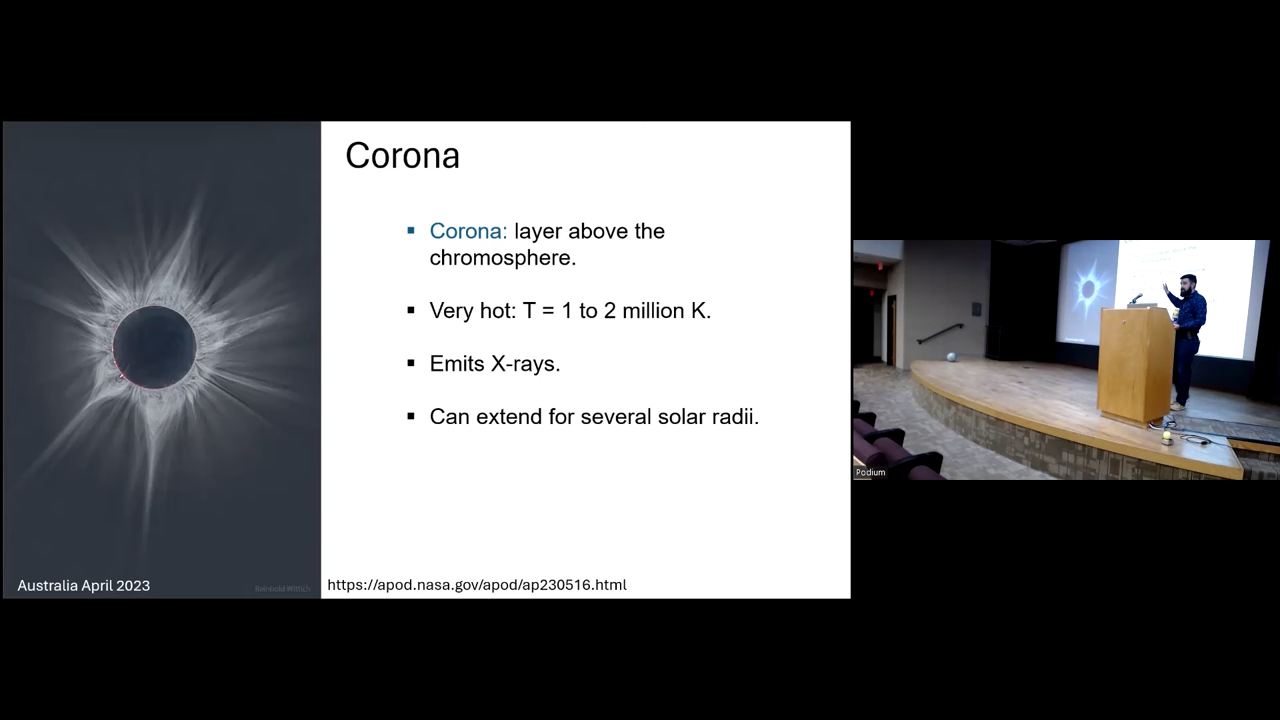 Corona
▪ Corona: layer above the
chromosphere.
▪ Very hot: T = 1 to 2 million K.
▪ Emits X-rays.
▪ Can extend for several solar radii.
Australia April 2023
https://apod.nasa.gov/apod/ap230516.html
Podium